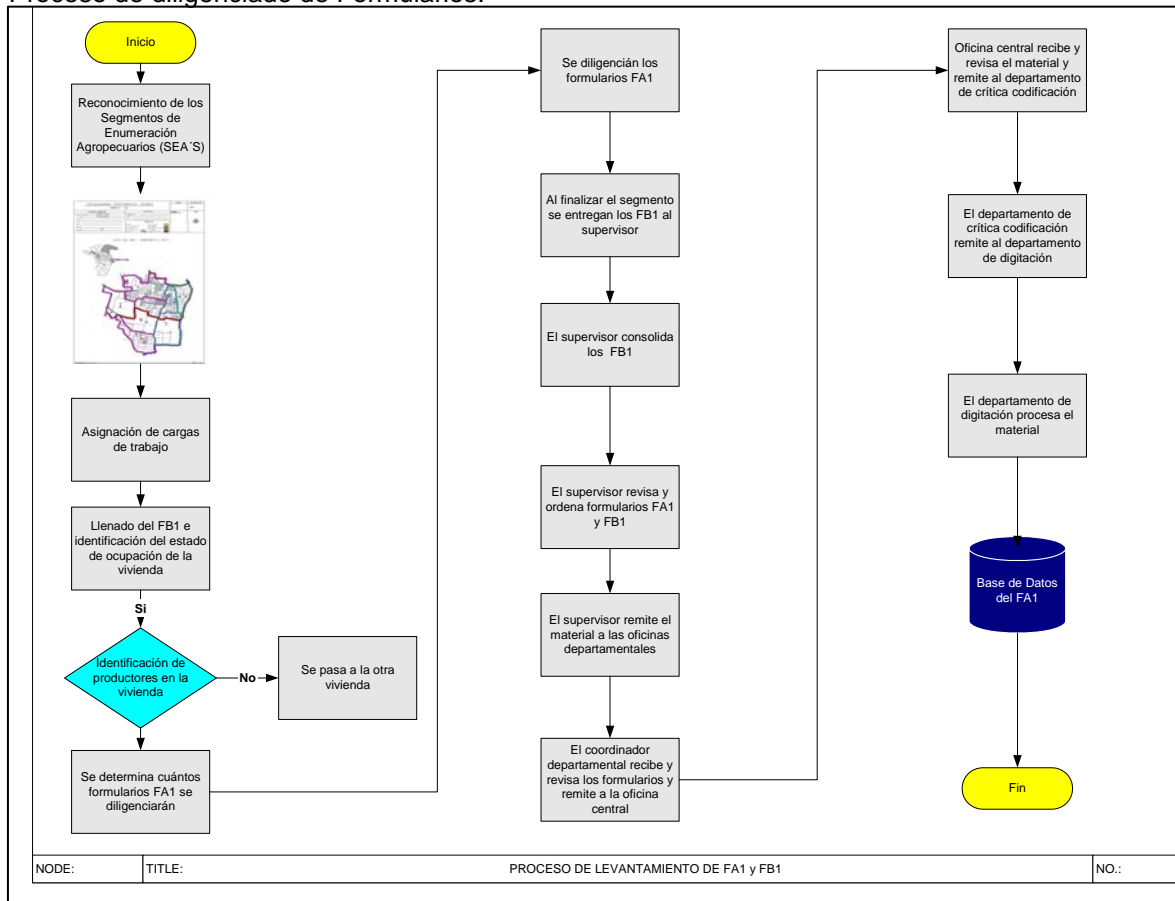 Proceso de diligenciado de Formularios.
Inicio
Reconocimiento de los
Segmentos de
Enumeración
Agropecuarios (SEA´S)
Asignación de cargas
de trabajo
Llenado del FB1 e
identificación del estado
de ocupación de la
vivienda
Si
Identificación de
productores en la
vivienda
No
Se pasa a la otra
vivienda
Se determina cuántos
formularios FA1 se
diligenciarán
Se diligencián los
formularios FA1
Al finalizar el segmento
se entregan los FB1 al
supervisor
El supervisor consolida
los FB1
El supervisor revisa y
ordena formularios FA1
y FB1
El supervisor remite el
material a las oficinas
departamentales
El coordinador
departamental recibe y
revisa los formularios y
remite a la oficina
central
Oficina central recibe y
revisa el material y
remite al departamento
de crítica codificación
El departamento de
crítica codificación
remite al departamento
de digitación
El departamento de
digitación procesa el
material
Base de Datos
del FA1
Fin
NODE:
TITLE:
PROCESO DE LEVANTAMIENTO DE FA1 y FB1
NO.: